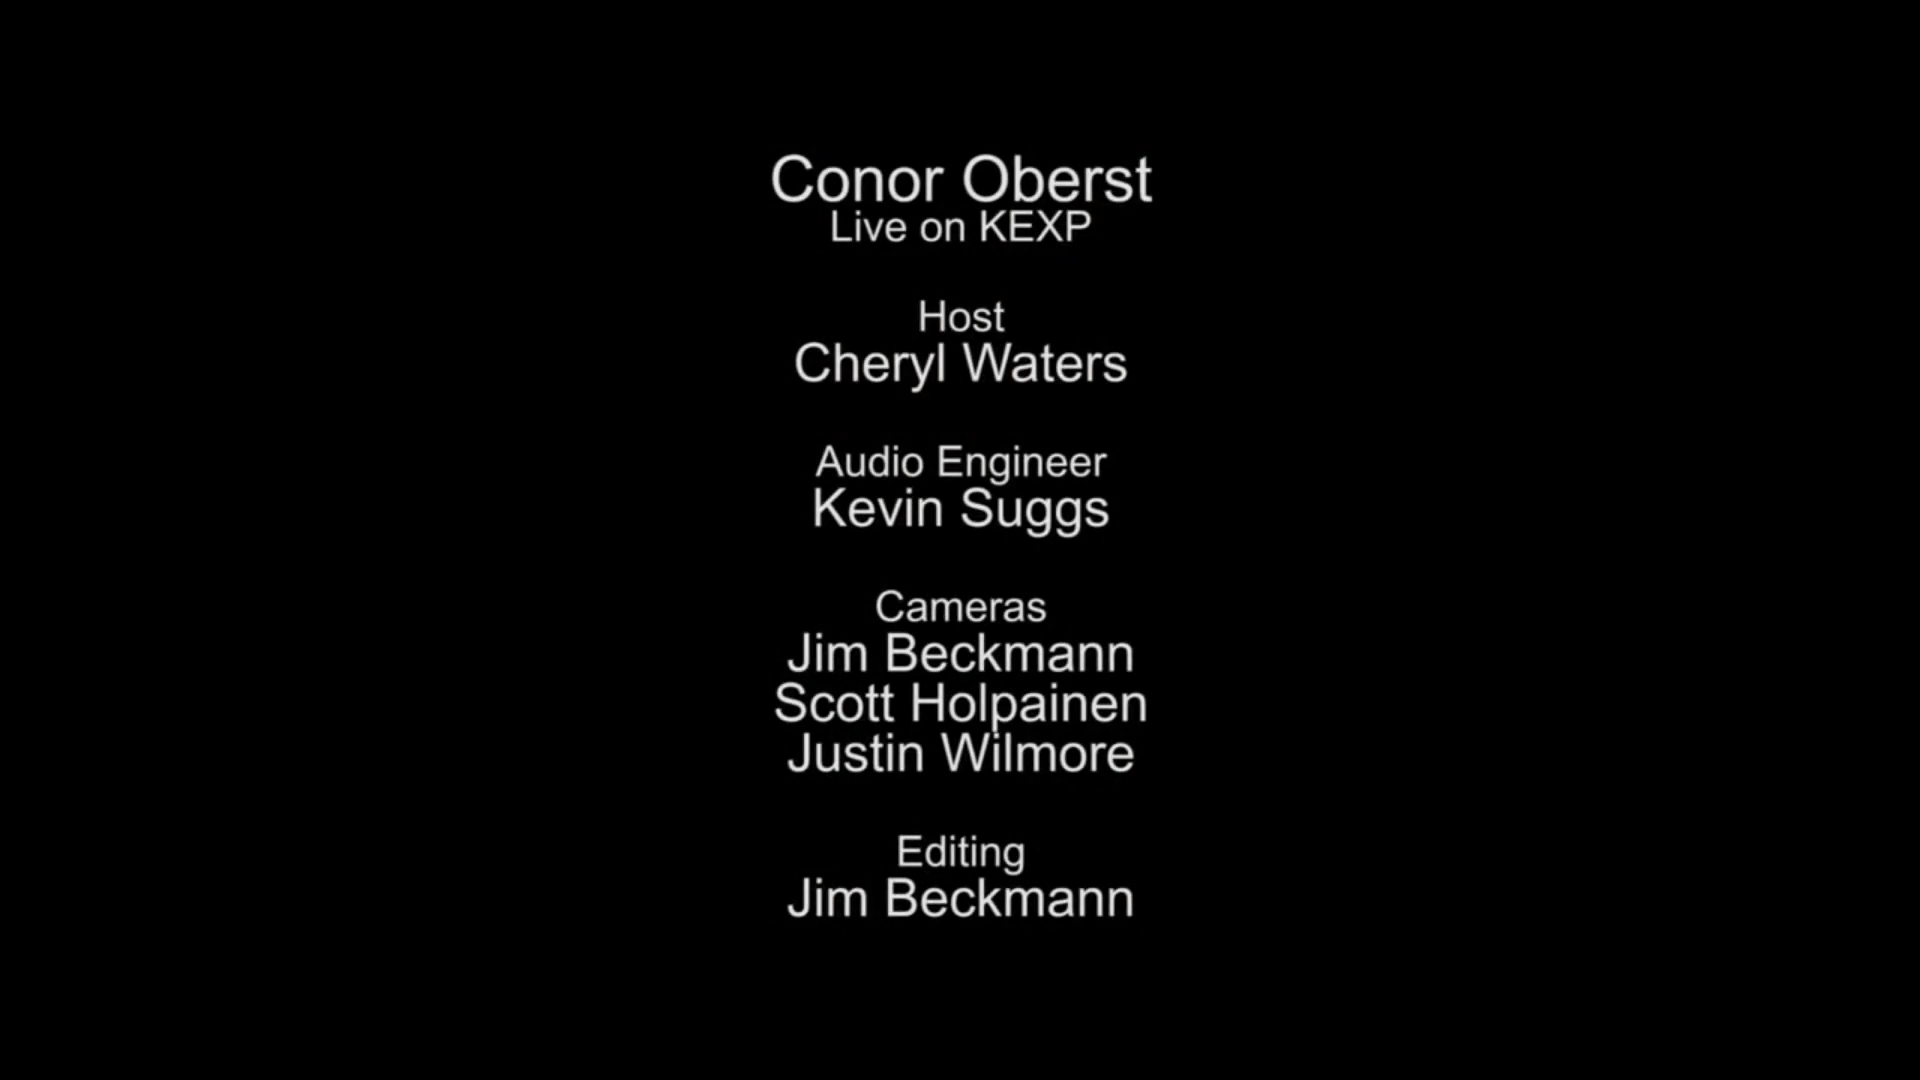 Conor Oberst
Live on KEXP
Host
Cheryl Waters
Audio Engineer
Kevin Suggs
Cameras
Jim Beckmann
Scott Holpainen
Justin Wilmore
Editing
Jim Beckmann